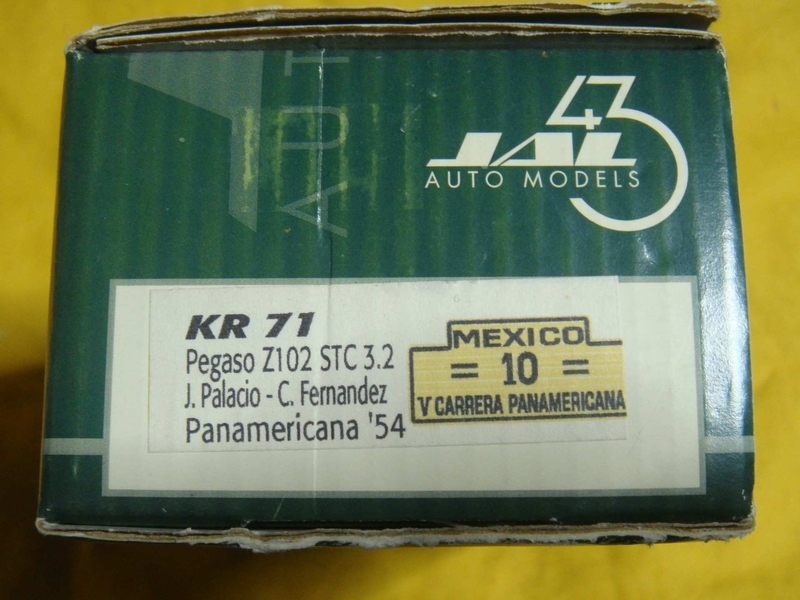 AUT
43
JAL
AUTO MODELS
KR 71
Pegaso Z102 STC 3.2
J. Palacio - C. Fernandez
Panamericana '54
MEXICO
= 10 =
V CARRERA PANAMERICANA